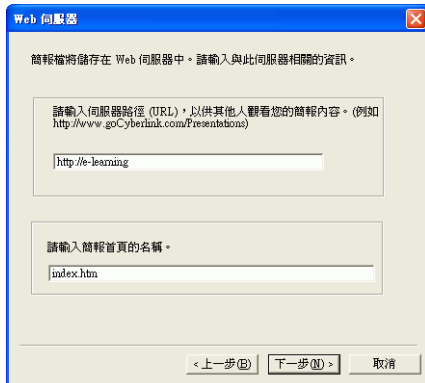 Web 伺服器
簡報檔將儲存在 Web 伺服器中。請輸入與此伺服器相關的資訊。
請輸入伺服器路徑 (URL)，以供其他人觀看您的簡報內容。(例如
http://www.goCyberlink.com/Presentations)
http://e-learning
請輸入簡報首頁的名稱。
index.htm
<上一步(B) 下一步(N)> 取消